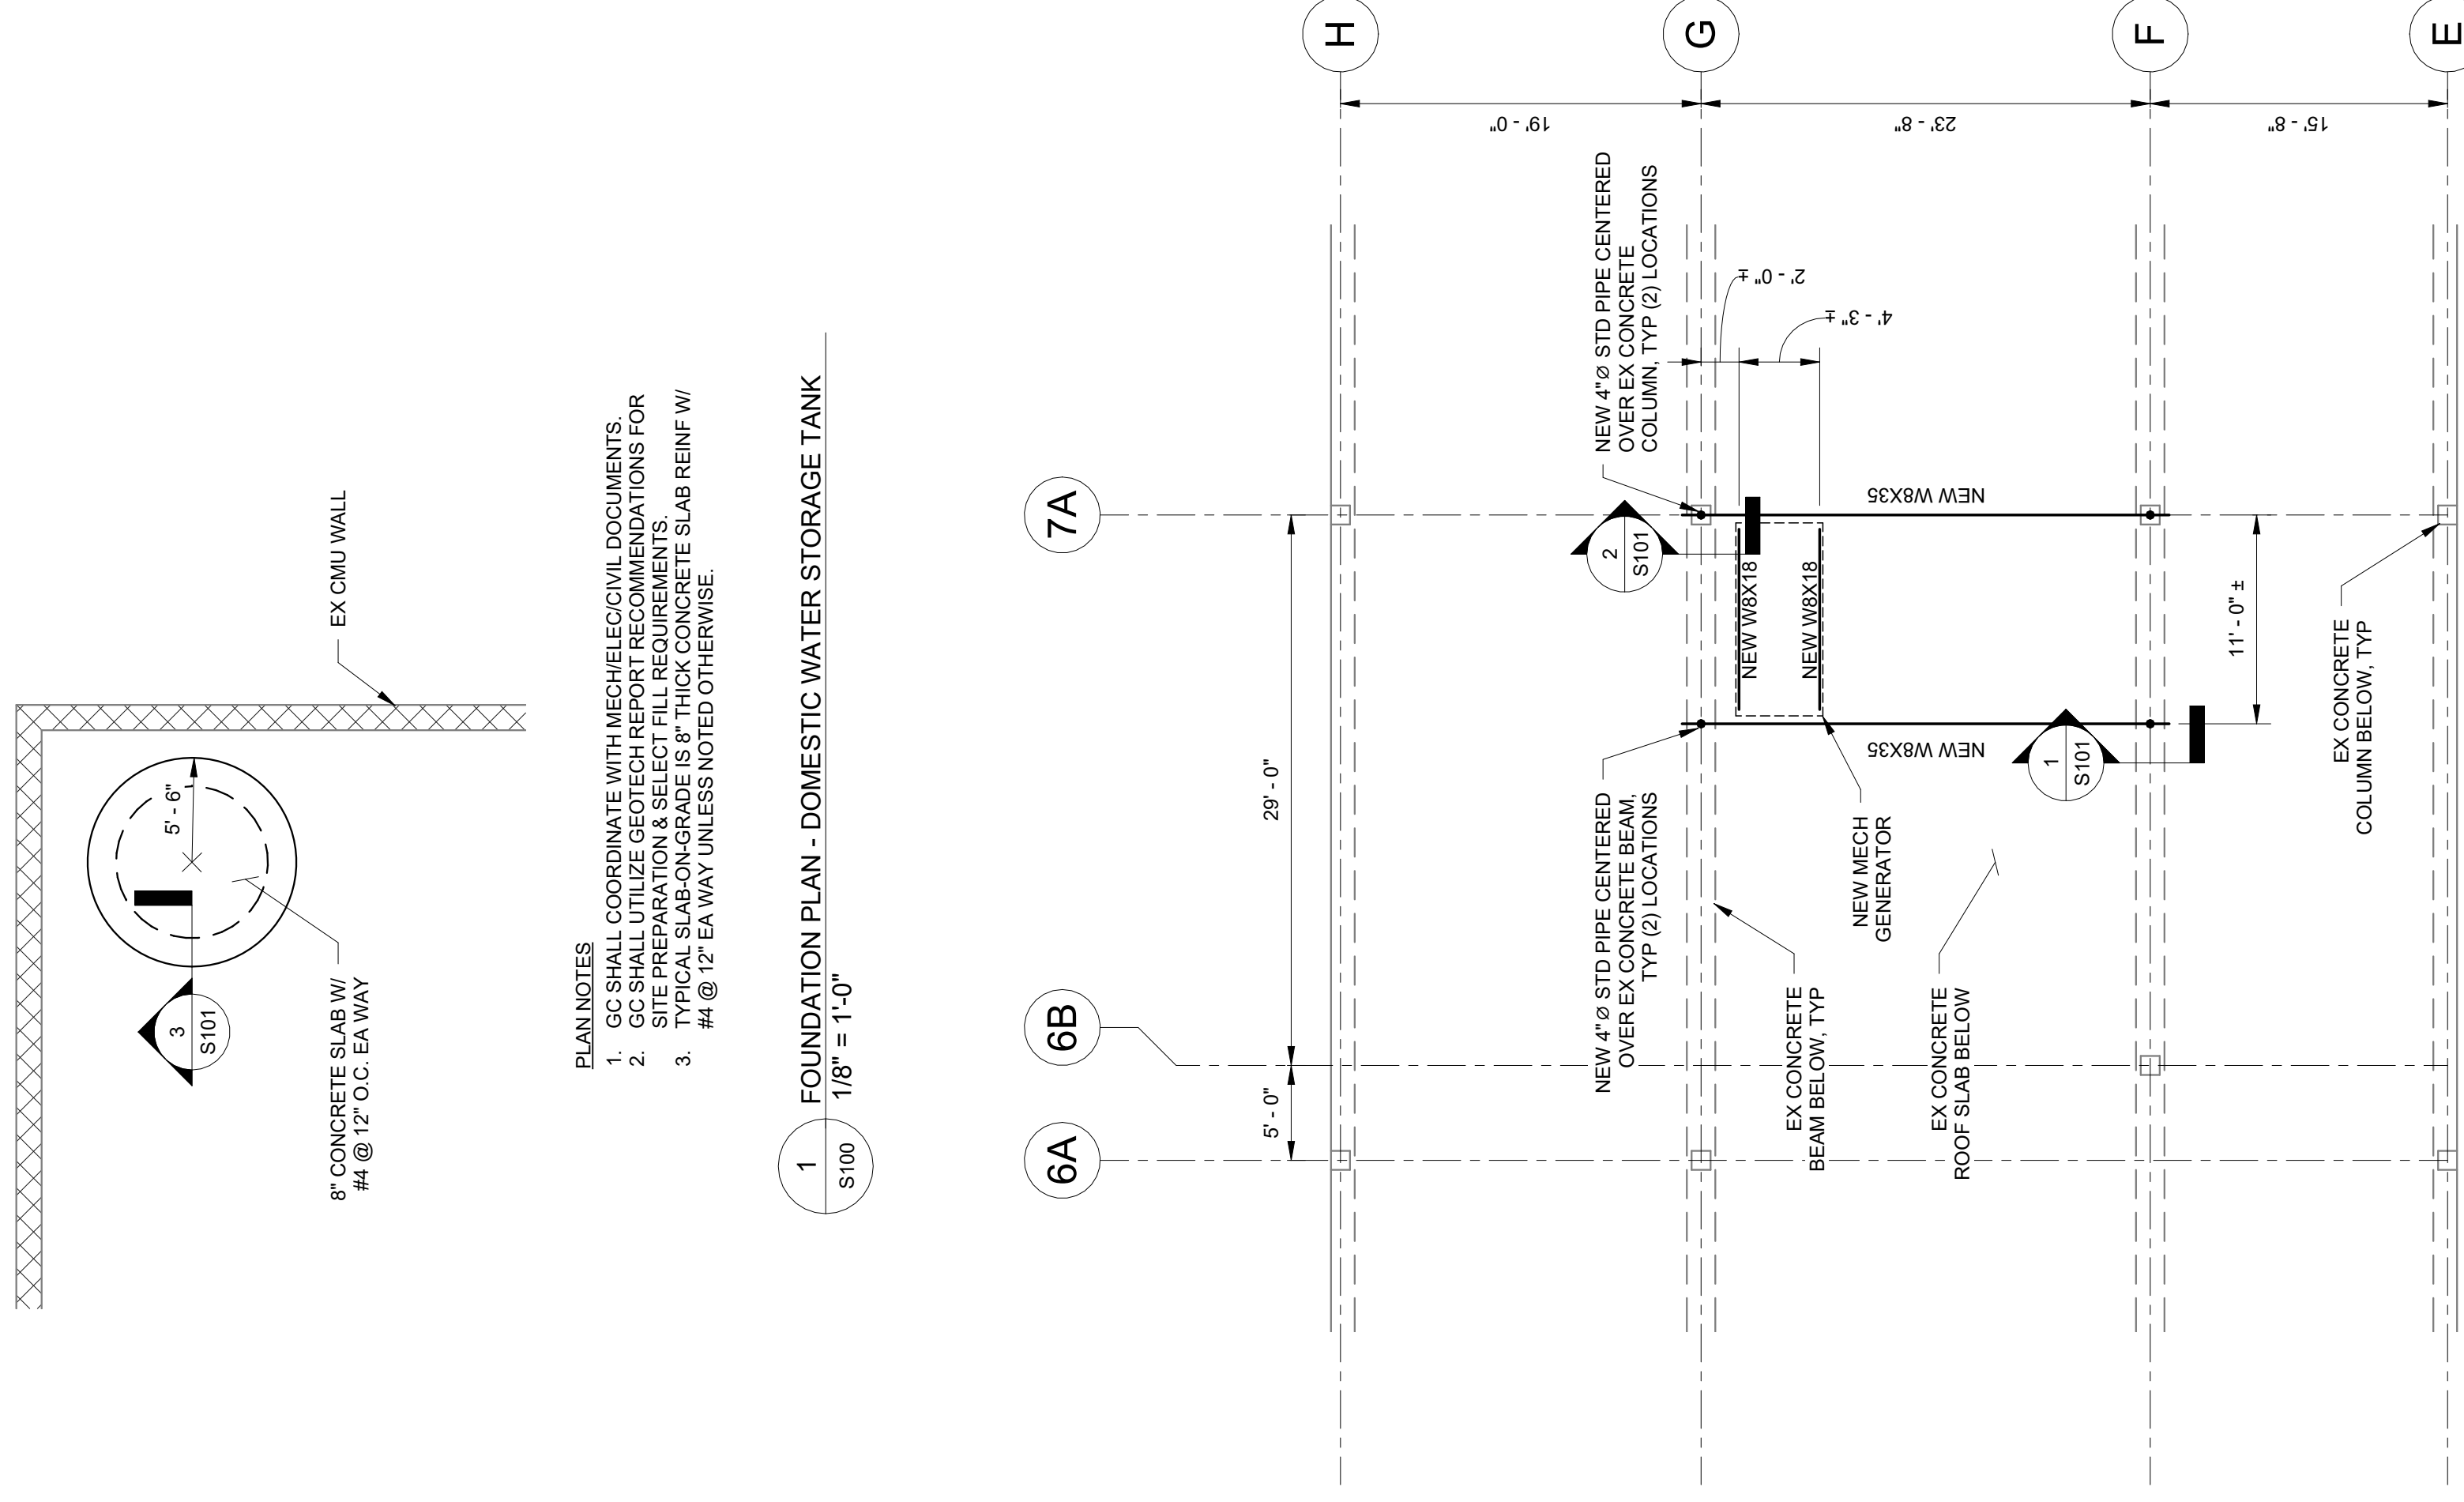 5' - 6"
EX CMU WALL
3
S101
8" CONCRETE SLAB W/
#4 @ 12" O.C. EA WAY
PLAN NOTES
1. GC SHALL COORDINATE WITH MECH/ELEC/CIVIL DOCUMENTS.
2. GC SHALL UTILIZE GEOTECH REPORT RECOMMENDATIONS FOR
SITE PREPARATION & SELECT FILL REQUIREMENTS.
3. TYPICAL SLAB-ON-GRADE IS 8" THICK CONCRETE SLAB REINF W/
#4 @ 12" EA WAY UNLESS NOTED OTHERWISE.
1
S100
FOUNDATION PLAN - DOMESTIC WATER STORAGE TANK
1/8" = 1'-0"
6A
6B
7A
H
G
F
E
5' - 0"
29' - 0"
19' - 0"
23' - 8"
15' - 8"
NEW 4"Ø STD PIPE CENTERED
OVER EX CONCRETE BEAM,
TYP (2) LOCATIONS
NEW 4"Ø STD PIPE CENTERED
OVER EX CONCRETE
COLUMN, TYP (2) LOCATIONS
2
S101
2' - 0" ±
4' - 3" ±
NEW W8X18
NEW W8X18
NEW W8X35
NEW W8X35
EX CONCRETE
BEAM BELOW, TYP
NEW MECH
GENERATOR
EX CONCRETE
ROOF SLAB BELOW
1
S101
11' - 0" ±
EX CONCRETE
COLUMN BELOW, TYP